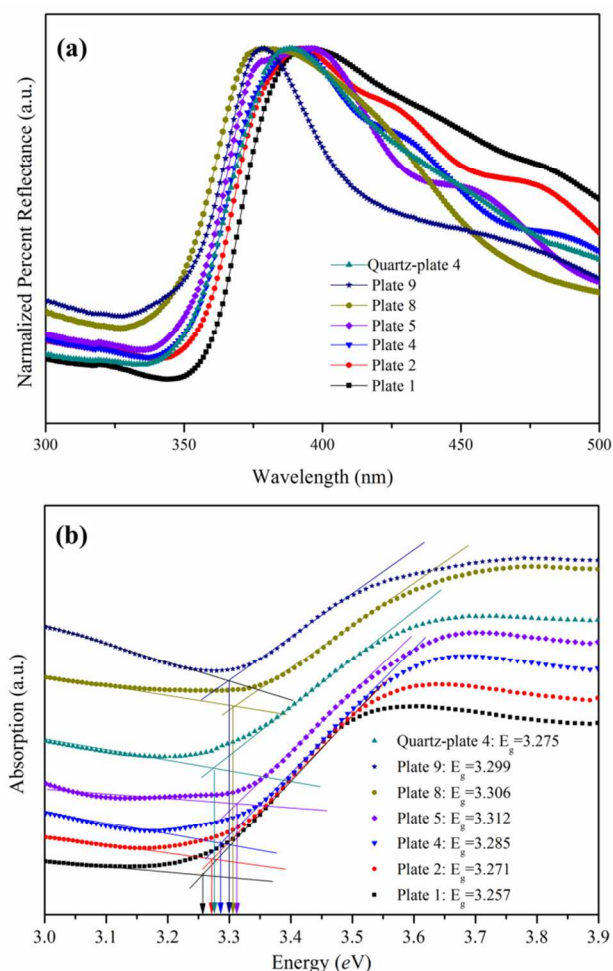 (a)
Narmalized Percent Reflectance (a.u.)
Quartz-plate 4
Plate 9
Plate 8
Plate 5
Plate 4
Plate 2
Plate 1
300 350 400 450 500
Wavelength (nm)
(b)
Absorption (a.u.)
Quartz-plate 4: Eg=3.275
Plate 9: Eg=3.299
Plate 8: Eg=3.306
Plate 5: Eg=3.312
Plate 4: Eg=3.285
Plate 2: Eg=3.271
Plate 1: Eg=3.257
3.0 3.1 3.2 3.3 3.4 3.5 3.6 3.7 3.8 3.9
Energy (eV)